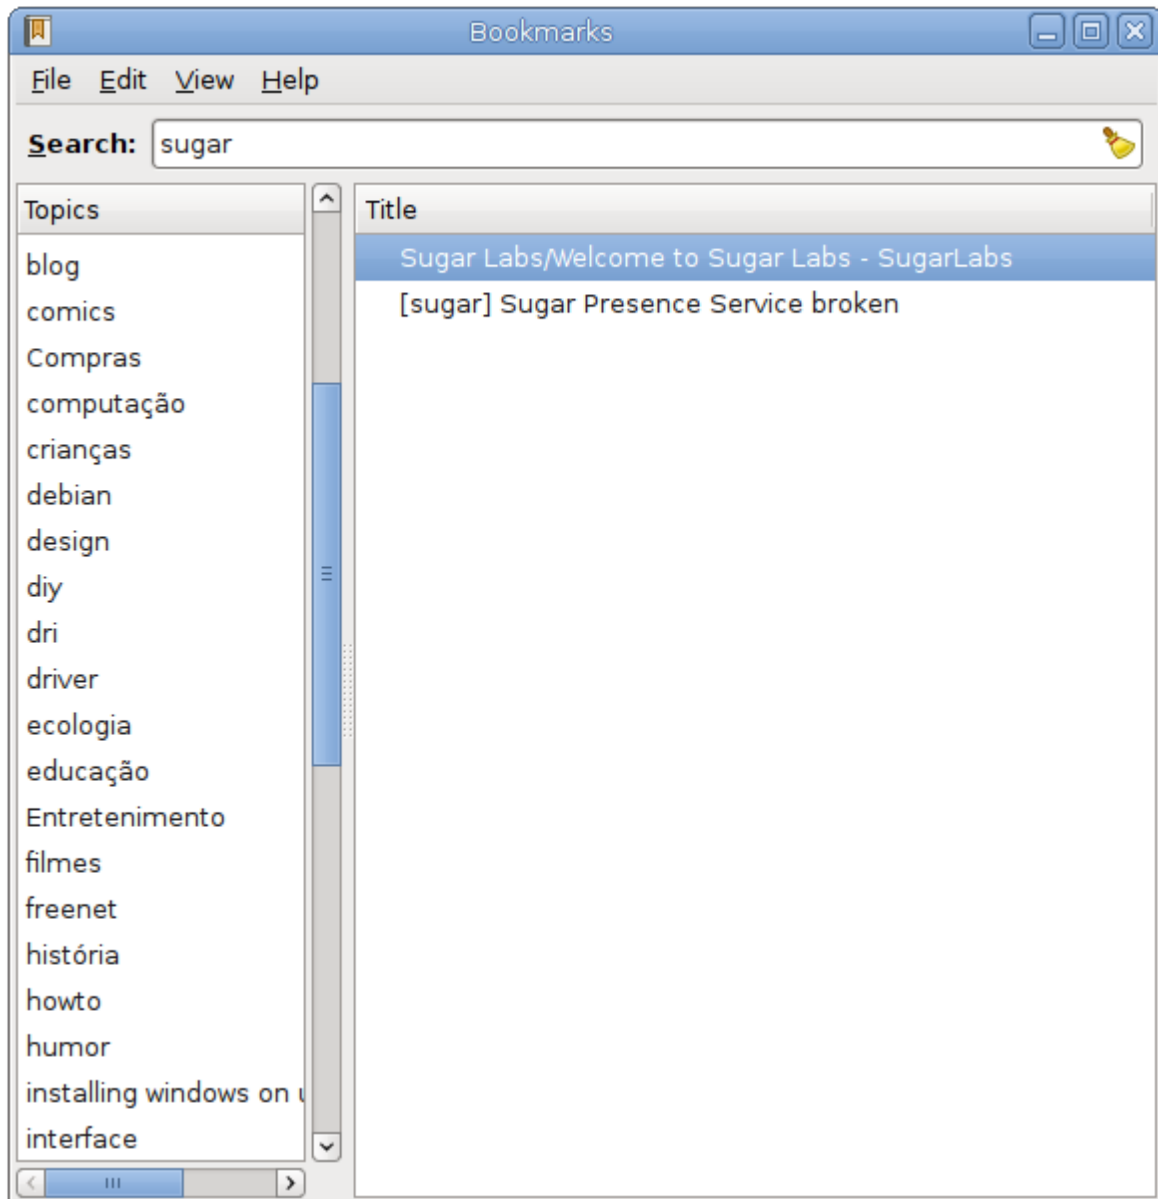 Bookmarks
File Edit View Help
Search: sugar
Topics
blog
comics
Compras
computação
crianças
debian
design
diy
dri
driver
ecologia
educação
Entretenimento
filmes
freenet
história
howto
humor
installing windows on
interface
Title
Sugar Labs/Welcome to Sugar Labs - SugarLabs
[sugar] Sugar Presence Service broken